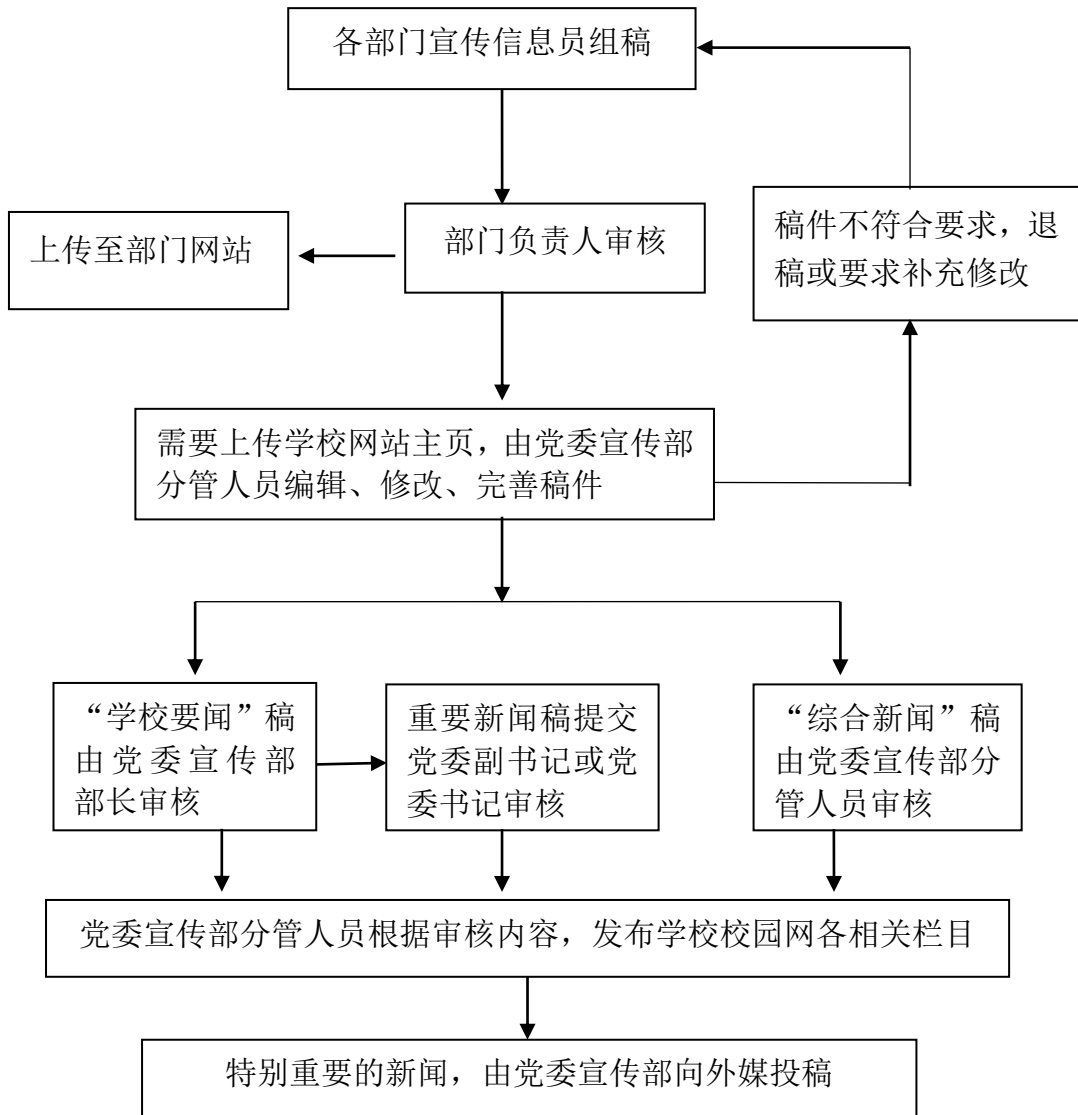 各部门宣传信息员组稿
上传至部门网站
部门负责人审核
稿件不符合要求，退
稿或要求补充修改
需要上传学校网站主页，由党委宣传部
分管人员编辑、修改、完善稿件
“学校要闻”稿
由党委宣传部
部长审核
重要新闻稿提交
党委副书记或党
委书记审核
“综合新闻”稿
由党委宣传部分
管人员审核
党委宣传部分管人员根据审核内容，发布学校校园网各相关栏目
特别重要的新闻，由党委宣传部向外媒投稿